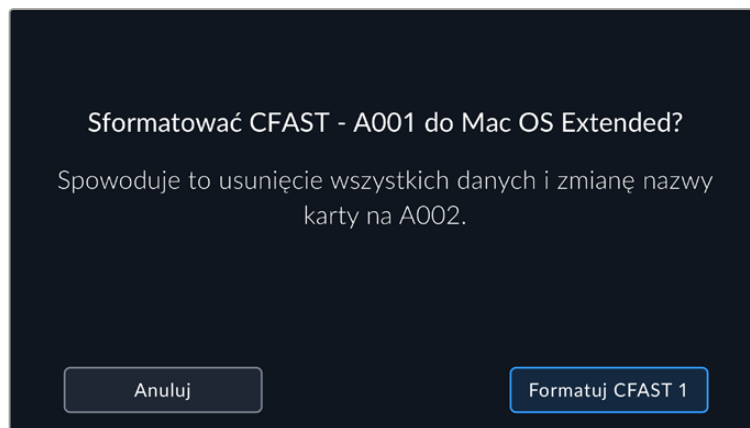 Sformatować CFAST - A001 do Mac OS Extended?
Spowoduje to usunięcie wszystkich danych i zmianę nazwy
karty na A002.
Anuluj
Formatuj CFAST 1